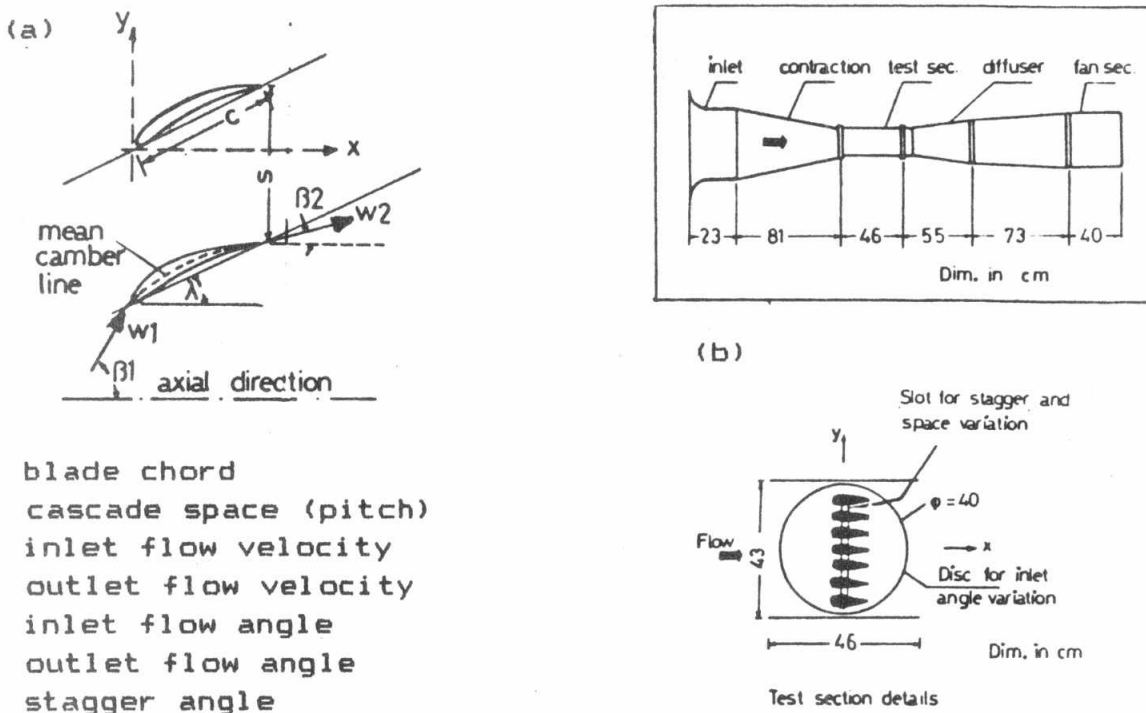 (a)
y
x
c
s
β2
w2
mean
camber
line
λ
w1
β1
axial direction
blade chord
cascade space (pitch)
inlet flow velocity
outlet flow velocity
inlet flow angle
outlet flow angle
stagger angle
inlet
contraction
test sec.
diffuser
fan sec.
23
81
46
55
73
40
Dim. in cm
(b)
Slot for stagger and
space variation
y
φ=40
Flow
43
x
Disc for inlet
angle variation
46
Dim. in cm
Test section details